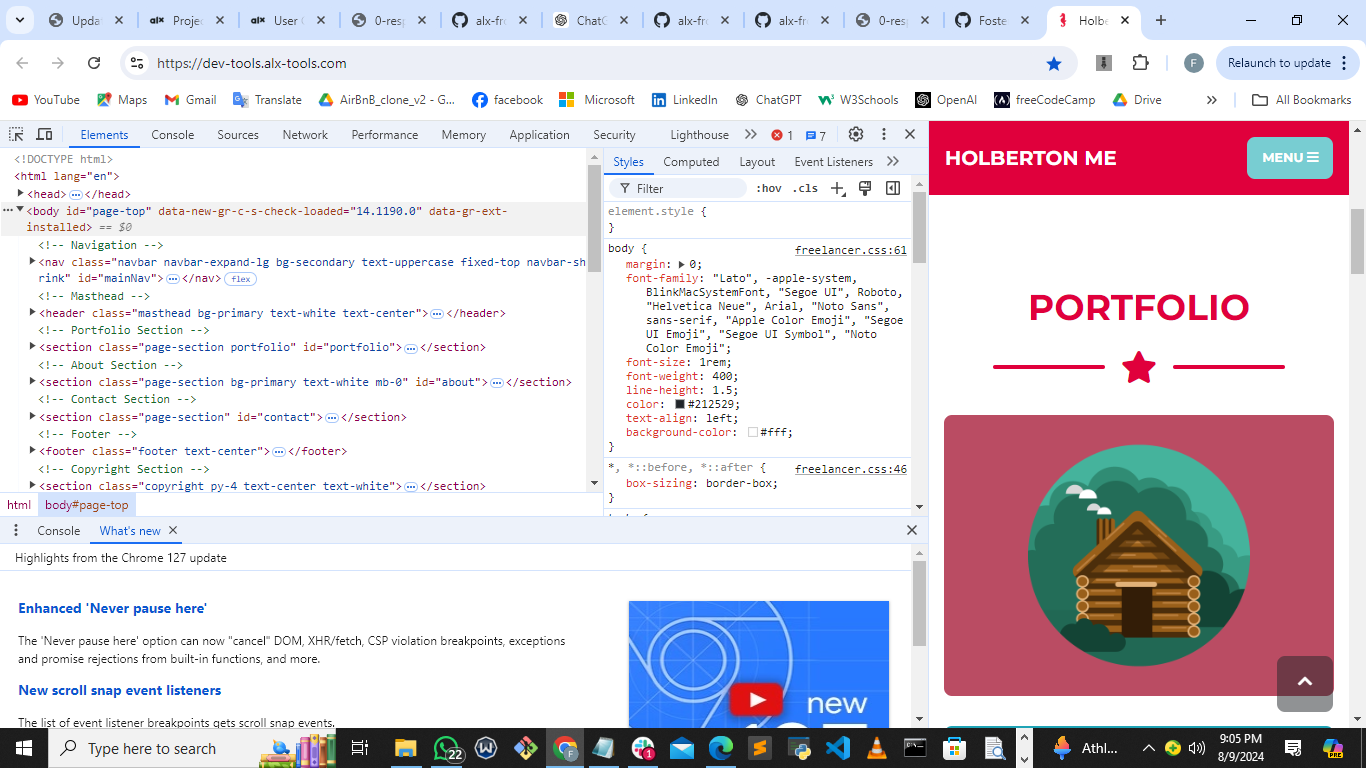 Upda
Projec
User (
0-resp
alx-fro
ChatG
alx-fro
alx-fro
0-resp
Foste
Holbe
https://dev-tools.alx-tools.com
F
Relaunch to update
YouTube
Maps
Gmail
Translate
AirBnB_clone_v2 - G...
facebook
Microsoft
LinkedIn
ChatGPT
W3Schools
OpenAI
freeCodeCamp
Drive
All Bookmarks
Elements
Console
Sources
Network
Performance
Memory
Application
Security
Lighthouse
1
7
<!DOCTYPE html>
<html lang="en">
<head> ⋯ </head>
<body id="page-top" data-new-gr-c-s-check-loaded="14.1190.0" data-gr-ext-
installed> == $0
<!-- Navigation -->
<nav class="navbar navbar-expand-lg bg-secondary text-uppercase fixed-top navbar-sh
rink" id="mainNav"> ⋯ </nav> flex
<!-- Masthead -->
<header class="masthead bg-primary text-white text-center"> ⋯ </header>
<!-- Portfolio Section -->
<section class="page-section portfolio" id="portfolio"> ⋯ </section>
<!-- About Section -->
<section class="page-section bg-primary text-white mb-0" id="about"> ⋯ </section>
<!-- Contact Section -->
<section class="page-section" id="contact"> ⋯ </section>
<!-- Footer -->
<footer class="footer text-center"> ⋯ </footer>
<!-- Copyright Section -->
<section class="copyright py-4 text-center text-white"> ⋯ </section>
html
body#page-top
Styles
Computed
Layout
Event Listeners
Filter
:hov
.cls
element.style {
}
body {
freelancer.css:61
margin: 0;
font-family: "Lato", -apple-system,
BlinkMacSystemFont, "Segoe UI", Roboto,
"Helvetica Neue", Arial, "Noto Sans",
sans-serif, "Apple Color Emoji", "Segoe
UI Emoji", "Segoe UI Symbol", "Noto
Color Emoji";
font-size: 1rem;
font-weight: 400;
line-height: 1.5;
color: #212529;
text-align: left;
background-color: #fff;
}
*, *::before, *::after {
freelancer.css:46
box-sizing: border-box;
}
Console
What's new
Highlights from the Chrome 127 update
Enhanced 'Never pause here'
The 'Never pause here' option can now "cancel" DOM, XHR/fetch, CSP violation breakpoints, exceptions
and promise rejections from built-in functions, and more.
New scroll snap event listeners
The list of event listener breakpoints gets scroll snap events.
new
HOLBERTON ME
MENU
PORTFOLIO
Type here to search
22
1
Athl...
9:05 PM
8/9/2024
PRE